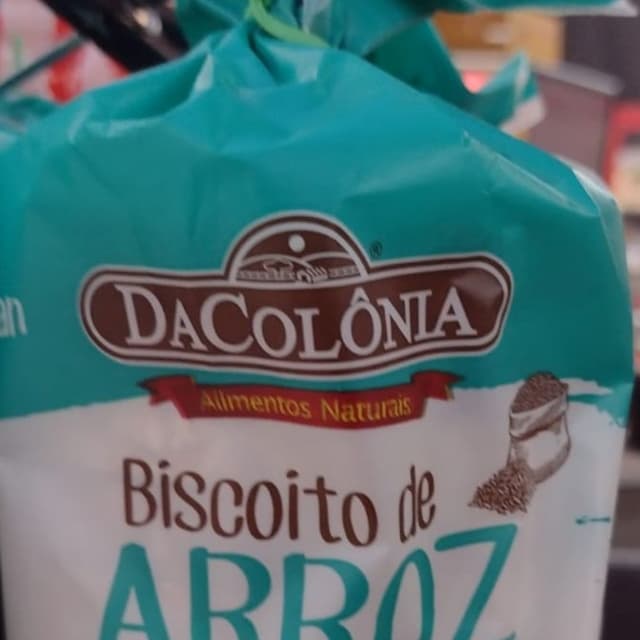 DACOLÔNIA
®
Alimentos Naturais
Biscoito de
ARROZ